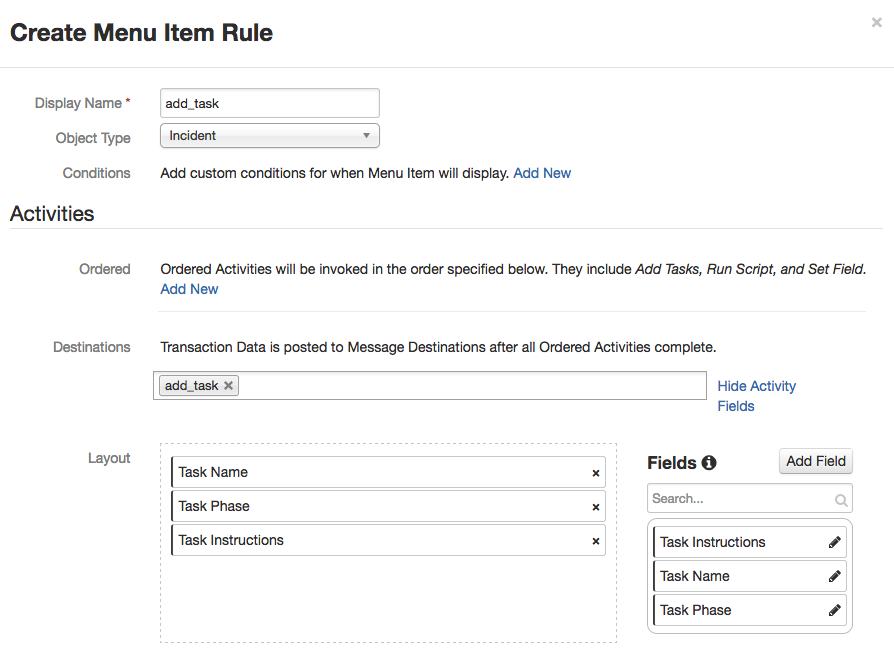 Create Menu Item Rule
×
Display Name * add_task
Object Type Incident
Conditions Add custom conditions for when Menu Item will display. Add New
Activities
Ordered Ordered Activities will be invoked in the order specified below. They include Add Tasks, Run Script, and Set Field.
Add New
Destinations Transaction Data is posted to Message Destinations after all Ordered Activities complete.
add_task × Hide Activity
Fields
Layout
Task Name ×
Task Phase ×
Task Instructions ×
Fields Add Field
Search...
Task Instructions
Task Name
Task Phase